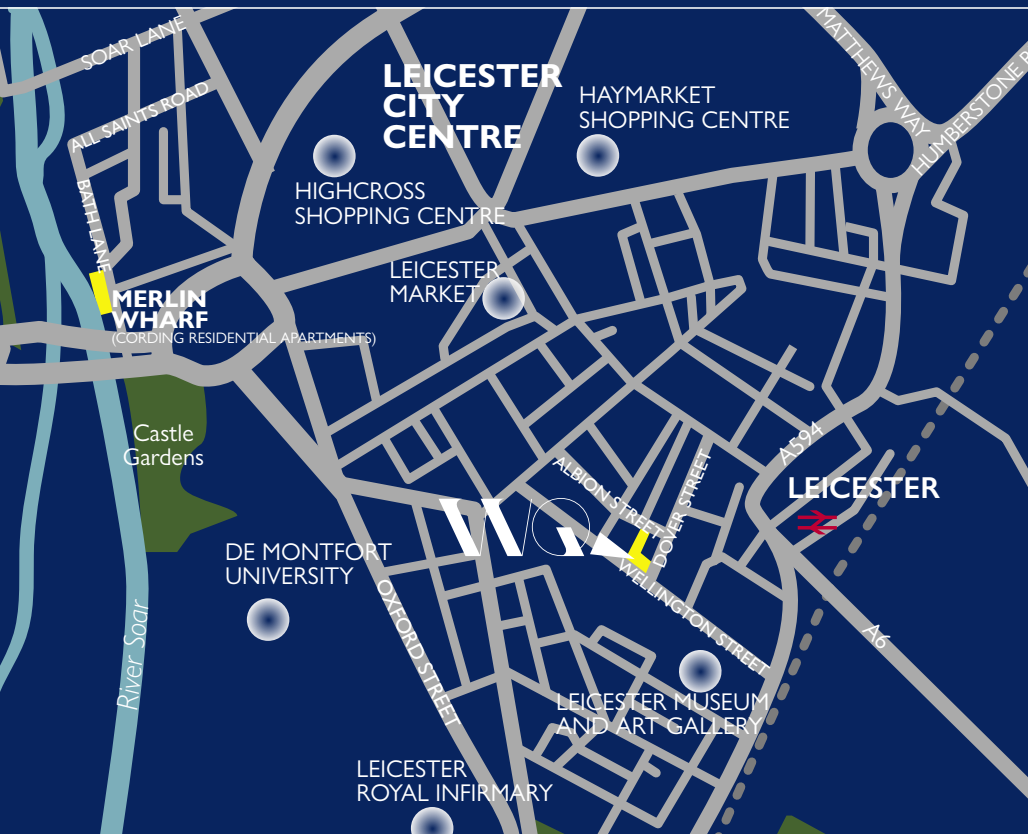 SOAR LANE
MATTHEWS WAY
LEICESTER
CITY
CENTRE
HAYMARKET
SHOPPING CENTRE
ALL SAINTS ROAD
HUMBERSTONE
HIGHCROSS
SHOPPING CENTRE
BATH LANE
LEICESTER
MARKET
MERLIN
WHARF
(CORDING RESIDENTIAL APARTMENTS)
Castle
Gardens
A594
ALBION STREET
DOVER STREET
LEICESTER
WQ
DE MONTFORT
UNIVERSITY
OXFORD STREET
WELLINGTON STREET
River Soar
A6
LEICESTER MUSEUM
AND ART GALLERY
LEICESTER
ROYAL INFIRMARY